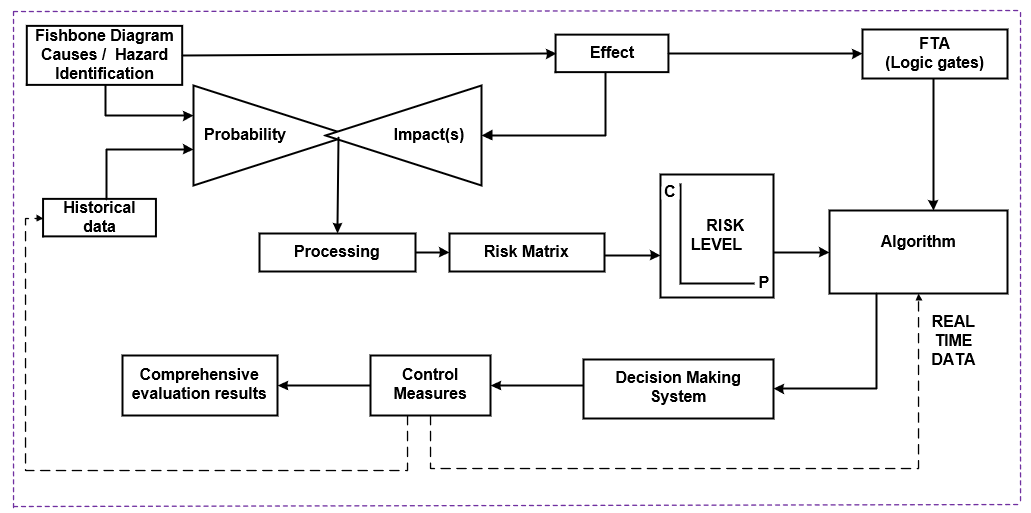 Fishbone Diagram
Causes / Hazard
Identification
Effect
FTA
(Logic gates)
Probability
Impact(s)
Historical
data
Processing
Risk Matrix
C
RISK
LEVEL
P
Algorithm
REAL
TIME
DATA
Comprehensive
evaluation results
Control
Measures
Decision Making
System